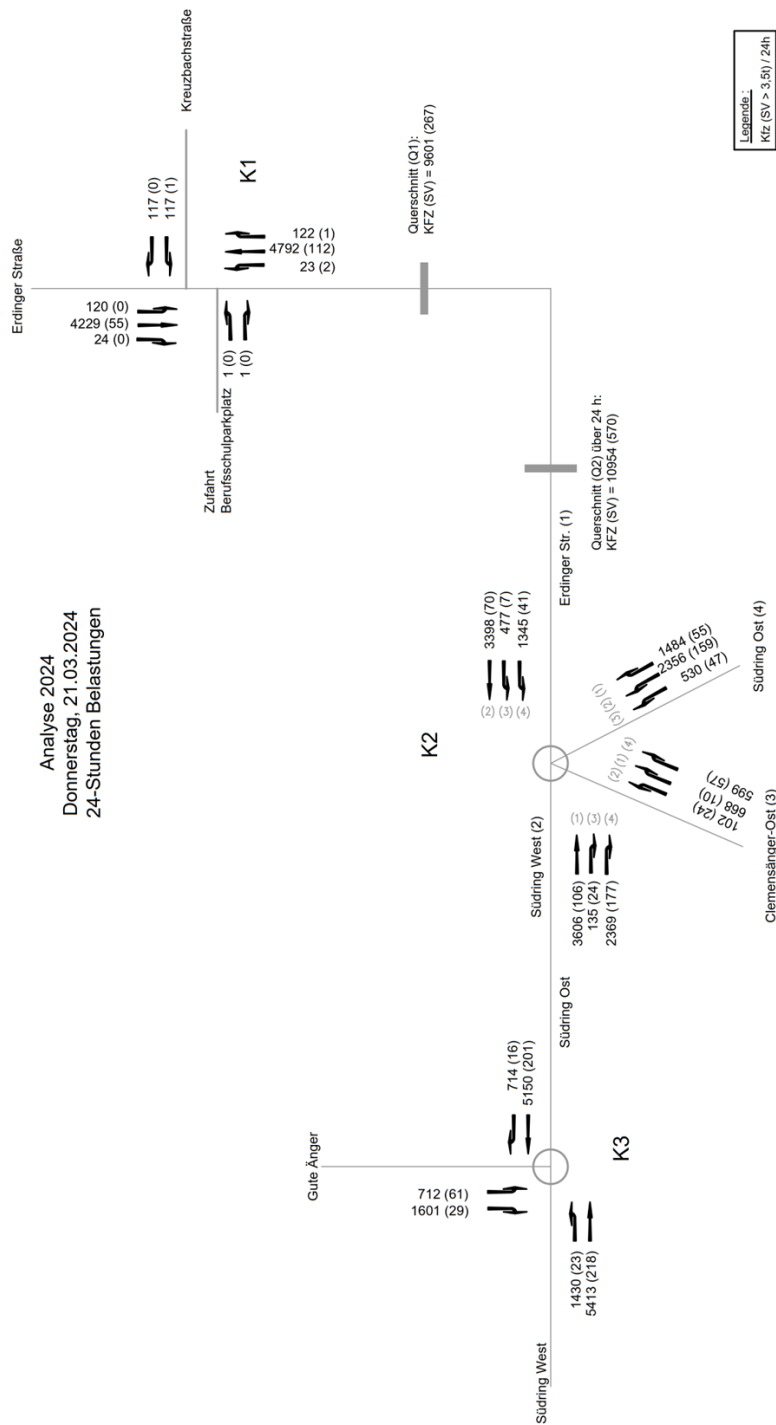 Analyse 2024
Donnerstag, 21.03.2024
24-Stunden Belastungen
Erdinger Straße
Kreuzbachstraße
117 (0)
117 (1)
K1
120 (0)
4229 (55)
24 (0)
122 (1)
4792 (112)
23 (2)
1 (0)
1 (0)
Zufahrt
Berufsschulparkplatz
Querschnitt (Q1):
KFZ (SV) = 9601 (267)
Querschnitt (Q2) über 24 h:
KFZ (SV) = 10954 (570)
Erdinger Str. (1)
K2
3398 (70)
477 (7)
1345 (41)
(2)
(3)
(4)
1484 (55)
2356 (159)
530 (47)
(3) (2) (1)
Südring Ost (4)
(2) (1) (4)
599 (57)
668 (10)
102 (24)
Clemensänger-Ost (3)
Südring West (2)
(1)
(3)
(4)
3606 (106)
135 (24)
2369 (177)
Südring Ost
714 (16)
5150 (201)
K3
Gute Änger
712 (61)
1601 (29)
1430 (23)
5413 (218)
Südring West
Legende :
Kfz (SV > 3,5t) / 24h